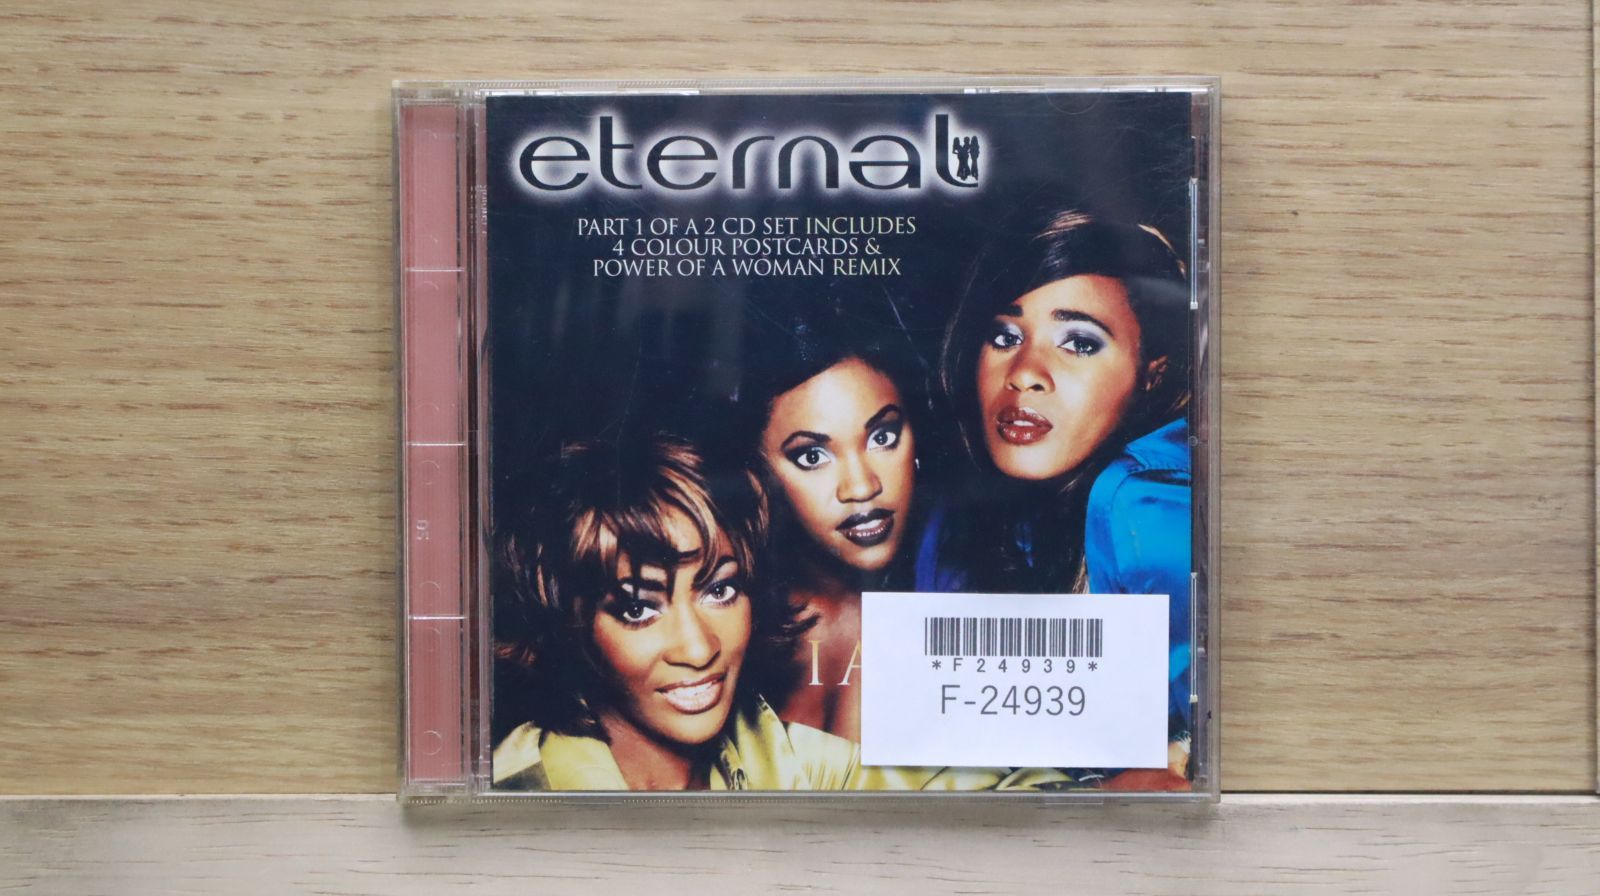 eternal
PART 1 OF A 2 CD SET INCLUDES
4 COLOUR POSTCARDS &
POWER OF A WOMAN REMIX
I A
*F24939*
F-24939